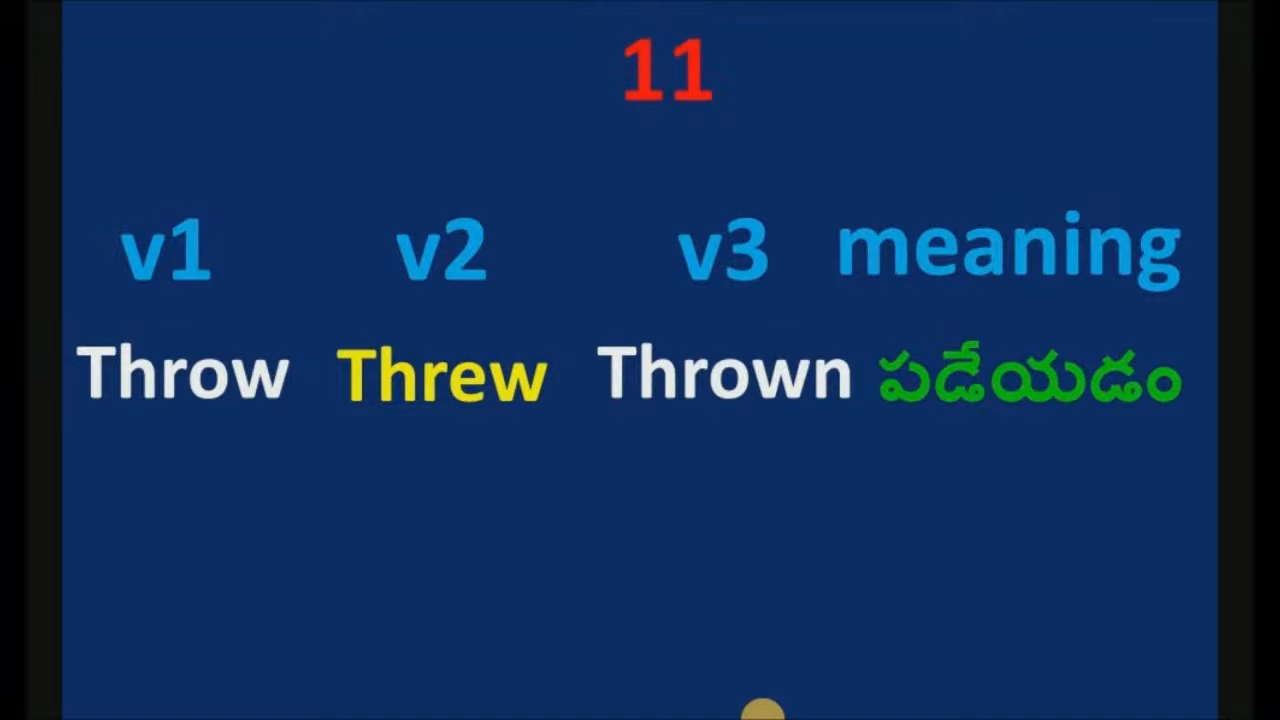 11
v1 v2 v3 meaning
Throw Threw Thrown పడేయడం